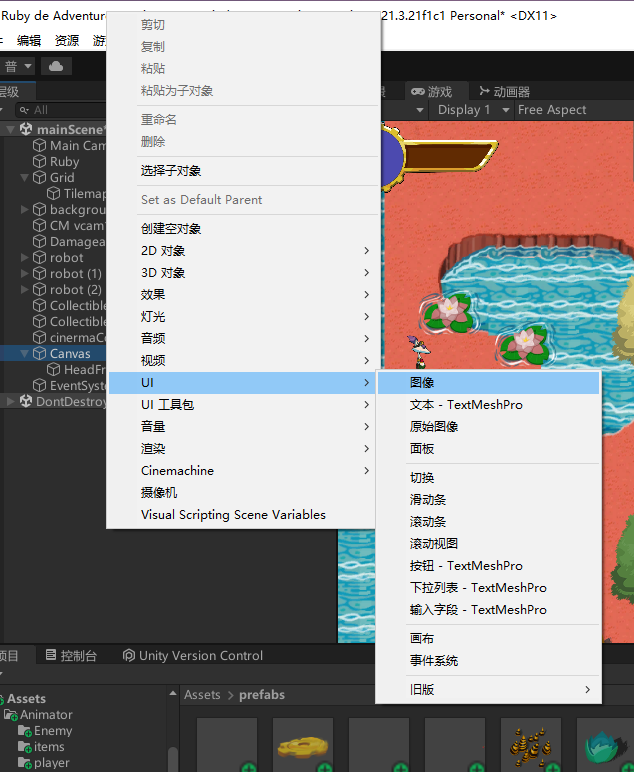 Ruby de Adventure
21.3.21f1c1 Personal* <DX11>
编辑 资源 游
普
层级
游戏
动画器
All
Display 1
Free Aspect
mainScene*
Main Cam
Ruby
Grid
Tilemap
backgrou
CM vcam
Damagea
robot
robot (1)
robot (2)
Collectible
Collectible
cinermaCo
Canvas
HeadFr
EventSyst
DontDestroy
剪切
复制
粘贴
粘贴为子对象
重命名
删除
选择子对象
Set as Default Parent
创建空对象
2D 对象
3D 对象
效果
灯光
音频
视频
UI
UI 工具包
音量
渲染
Cinemachine
摄像机
Visual Scripting Scene Variables
图像
文本 - TextMeshPro
原始图像
面板
切换
滑动条
滚动条
滚动视图
按钮 - TextMeshPro
下拉列表 - TextMeshPro
输入字段 - TextMeshPro
画布
事件系统
旧版
项目
控制台
Unity Version Control
Assets
Animator
Enemy
items
player
Assets > prefabs